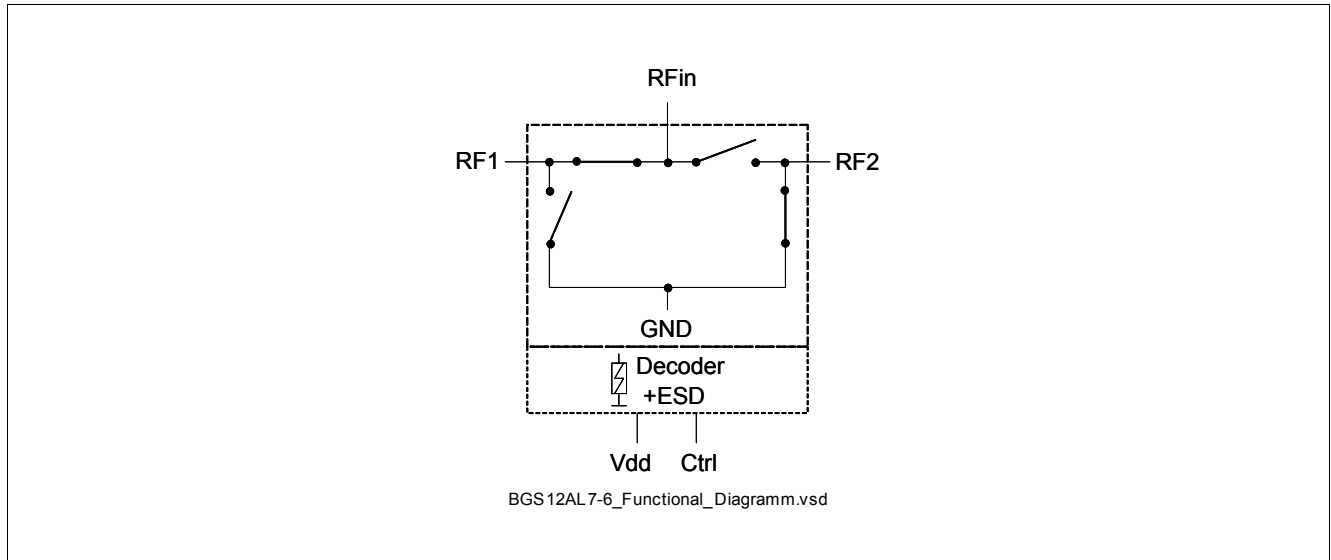 RFin
RF1
RF2
GND
Decoder
+ESD
Vdd
Ctrl
BGS12AL7-6_Functional_Diagramm.vsd